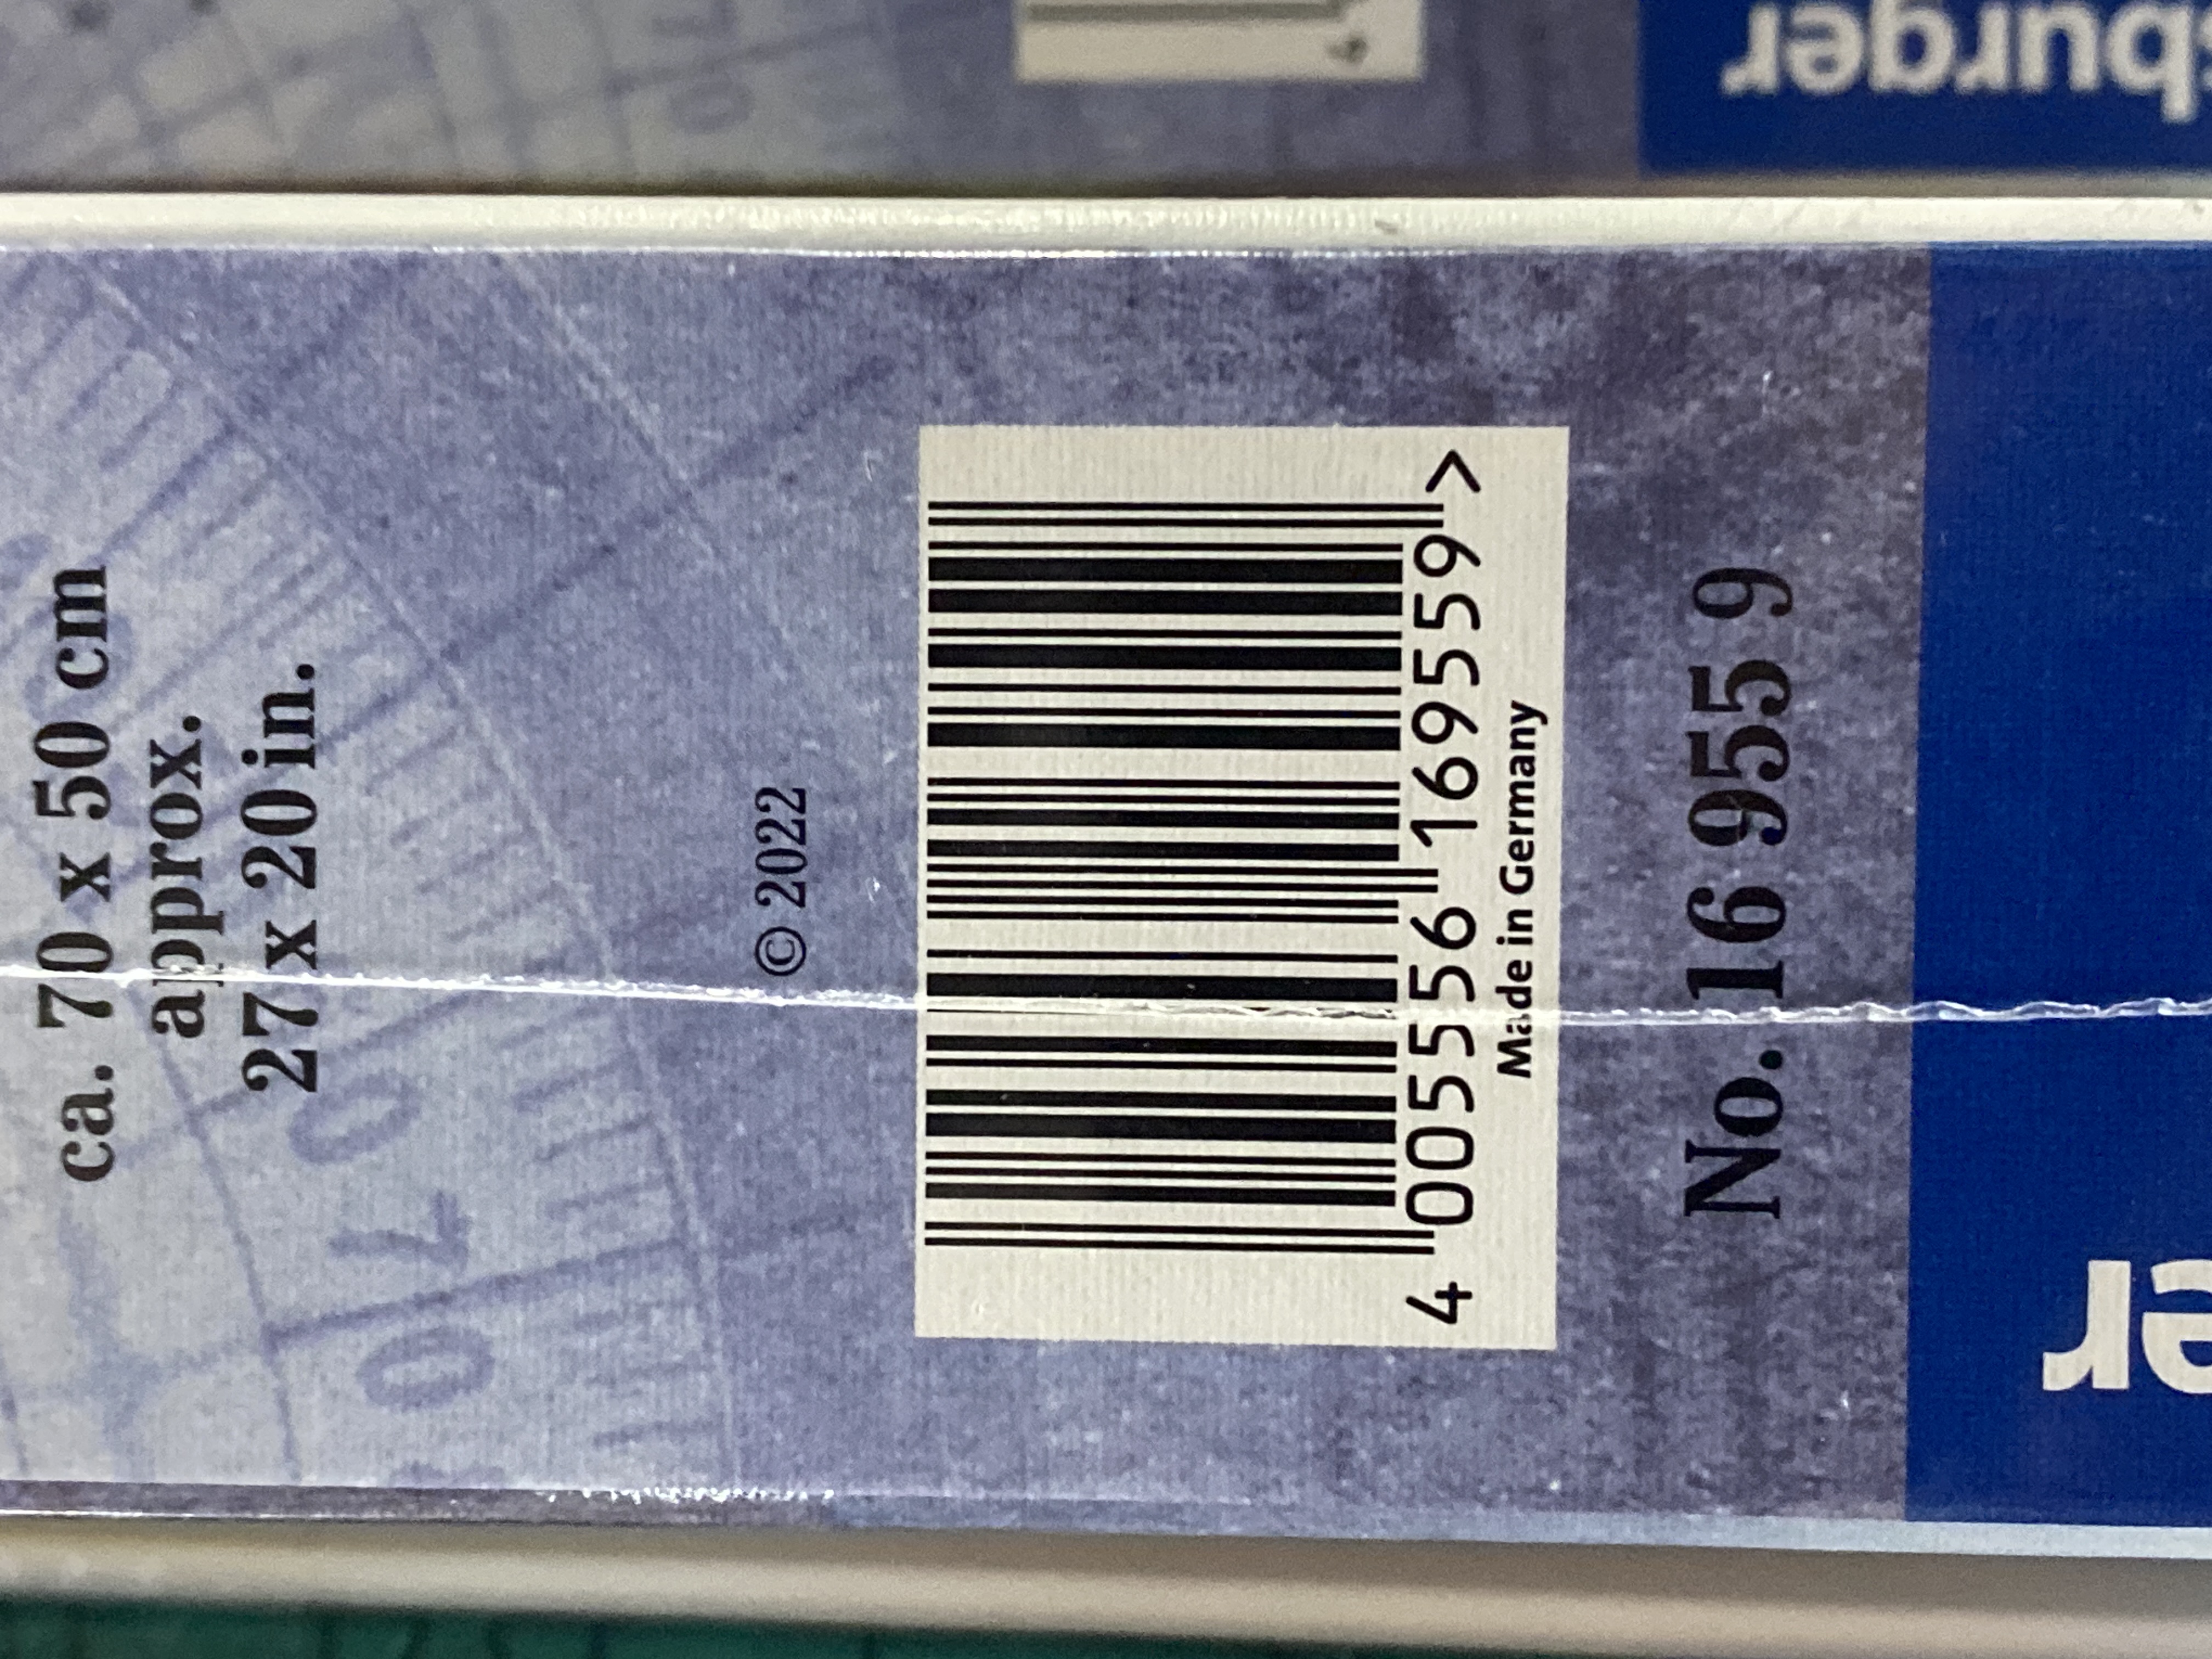 ca. 70 x 50 cm
approx.
27 x 20 in.
© 2022
4 005556 169559 >
Made in Germany
No. 16 955 9
burger
er
4